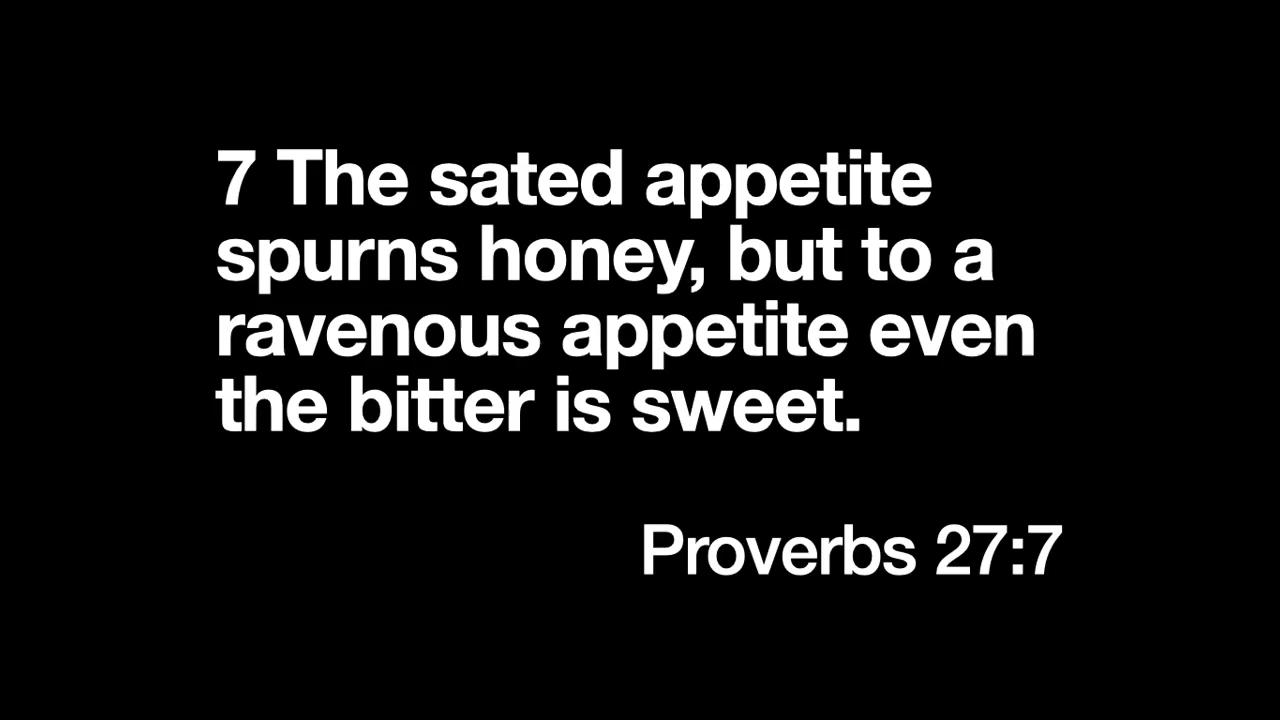 7 The sated appetite
spurns honey, but to a
ravenous appetite even
the bitter is sweet.
Proverbs 27:7